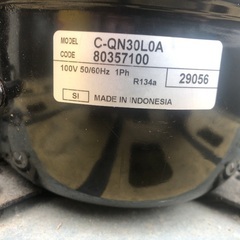 MODEL C-QN30L0A
CODE 80357100
100V 50/60Hz 1Ph R134a 29056
SI MADE IN INDONESIA